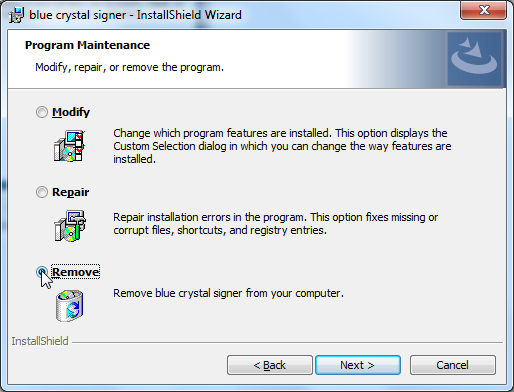 blue crystal signer - InstallShield Wizard
Program Maintenance
Modify, repair, or remove the program.
Modify
Change which program features are installed. This option displays the
Custom Selection dialog in which you can change the way features are
installed.
Repair
Repair installation errors in the program. This option fixes missing or
corrupt files, shortcuts, and registry entries.
Remove
Remove blue crystal signer from your computer.
InstallShield
< Back
Next >
Cancel